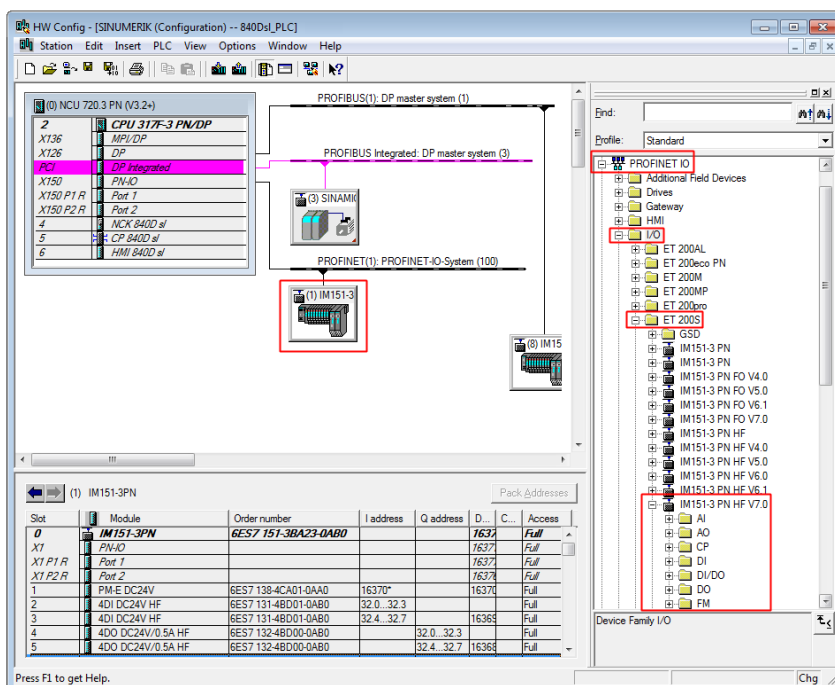 HW Config - [SINUMERIK (Configuration) -- 840Dsl_PLC]
Station Edit Insert PLC View Options Window Help
(0) NCU 720.3 PN (V3.2+)
2 CPU 317F-3 PN/DP
X136 MPI/DP
X126 DP
PCI DP Integrated
X150 PN-IO
X150 P1 R Port 1
X150 P2 R Port 2
4 NCK 840D sl
5 CP 840D sl
6 HMI 840D sl
PROFIBUS(1): DP master system (1)
PROFIBUS Integrated: DP master system (3)
(3) SINAMIC
PROFINET(1): PROFINET-IO-System (100)
(1) IM151-3
(8) IM15
Find:
Profile: Standard
PROFINET IO
Additional Field Devices
Drives
Gateway
HMI
I/O
ET 200AL
ET 200eco PN
ET 200M
ET 200MP
ET 200pro
ET 200S
GSD
IM151-3 PN
IM151-3 PN
IM151-3 PN FO V4.0
IM151-3 PN FO V5.0
IM151-3 PN FO V6.1
IM151-3 PN FO V7.0
IM151-3 PN HF
IM151-3 PN HF V4.0
IM151-3 PN HF V5.0
IM151-3 PN HF V6.0
IM151-3 PN HF V6.1
IM151-3 PN HF V7.0
AI
AO
CP
DI
DI/DO
DO
FM
Device Family I/O
(1) IM151-3PN
Pack Addresses
Slot Module Order number I address Q address D... C... Access
0 IM151-3PN 6ES7 151-3BA23-0AB0 1637 Full
X1 PN-IO 1637 Full
X1 P1 R Port 1 1637 Full
X1 P2 R Port 2 1637 Full
1 PM-E DC24V 6ES7 138-4CA01-0AA0 16370* 16370 Full
2 4DI DC24V HF 6ES7 131-4BD01-0AB0 32.0...32.3 Full
3 4DI DC24V HF 6ES7 131-4BD01-0AB0 32.4...32.7 16369 Full
4 4DO DC24V/0.5A HF 6ES7 132-4BD00-0AB0 32.0...32.3 Full
5 4DO DC24V/0.5A HF 6ES7 132-4BD00-0AB0 32.4...32.7 16368 Full
Press F1 to get Help.
Chg